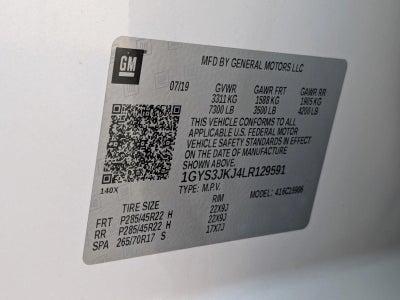 GM
MFD BY GENERAL MOTORS LLC
07/19 GVWR GAWR FRT GAWR RR
3311 KG 1588 KG 1905 KG
7300 LB 3500 LB 4200 LB
THIS VEHICLE CONFORMS TO ALL
APPLICABLE U.S. FEDERAL MOTOR
VEHICLE SAFETY STANDARDS IN EFFECT
ON THE DATE OF MANUFACTURE
SHOWN ABOVE.
1GYS3JKJ4LR129591
140X TYPE: M.P.V. MODEL:
TIRE SIZE RIM
FRT P285/45R22 H 22X9J
RR P285/45R22 H 22X9J
SPA 265/70R17 S 17X7J